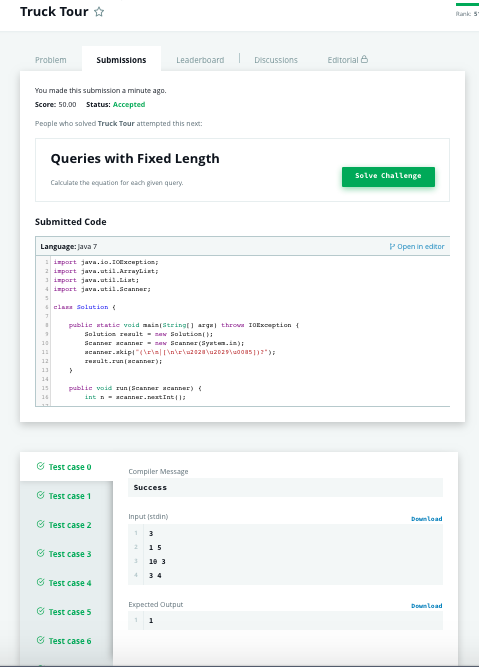 Truck Tour
Rank: 5
Problem
Submissions
Leaderboard
Discussions
Editorial
You made this submission a minute ago.
Score: 50.00 Status: Accepted
People who solved Truck Tour attempted this next:
Queries with Fixed Length
Calculate the equation for each given query.
Solve Challenge
Submitted Code
Language: Java 7
Open in editor
1 import java.io.IOException;
2 import java.util.ArrayList;
3 import java.util.List;
4 import java.util.Scanner;
5
6 class Solution {
7
8 public static void main(String[] args) throws IOException {
9 Solution result = new Solution();
10 Scanner scanner = new Scanner(System.in);
11 scanner.skip("(\r\n|[\n\r\u2028\u2029\u0085])?");
12 result.run(scanner);
13 }
14
15 public void run(Scanner scanner) {
16 int n = scanner.nextInt();
Test case 0
Test case 1
Test case 2
Test case 3
Test case 4
Test case 5
Test case 6
Compiler Message
Success
Input (stdin)
Download
1 3
2 1 5
3 10 3
4 3 4
Expected Output
Download
1 1